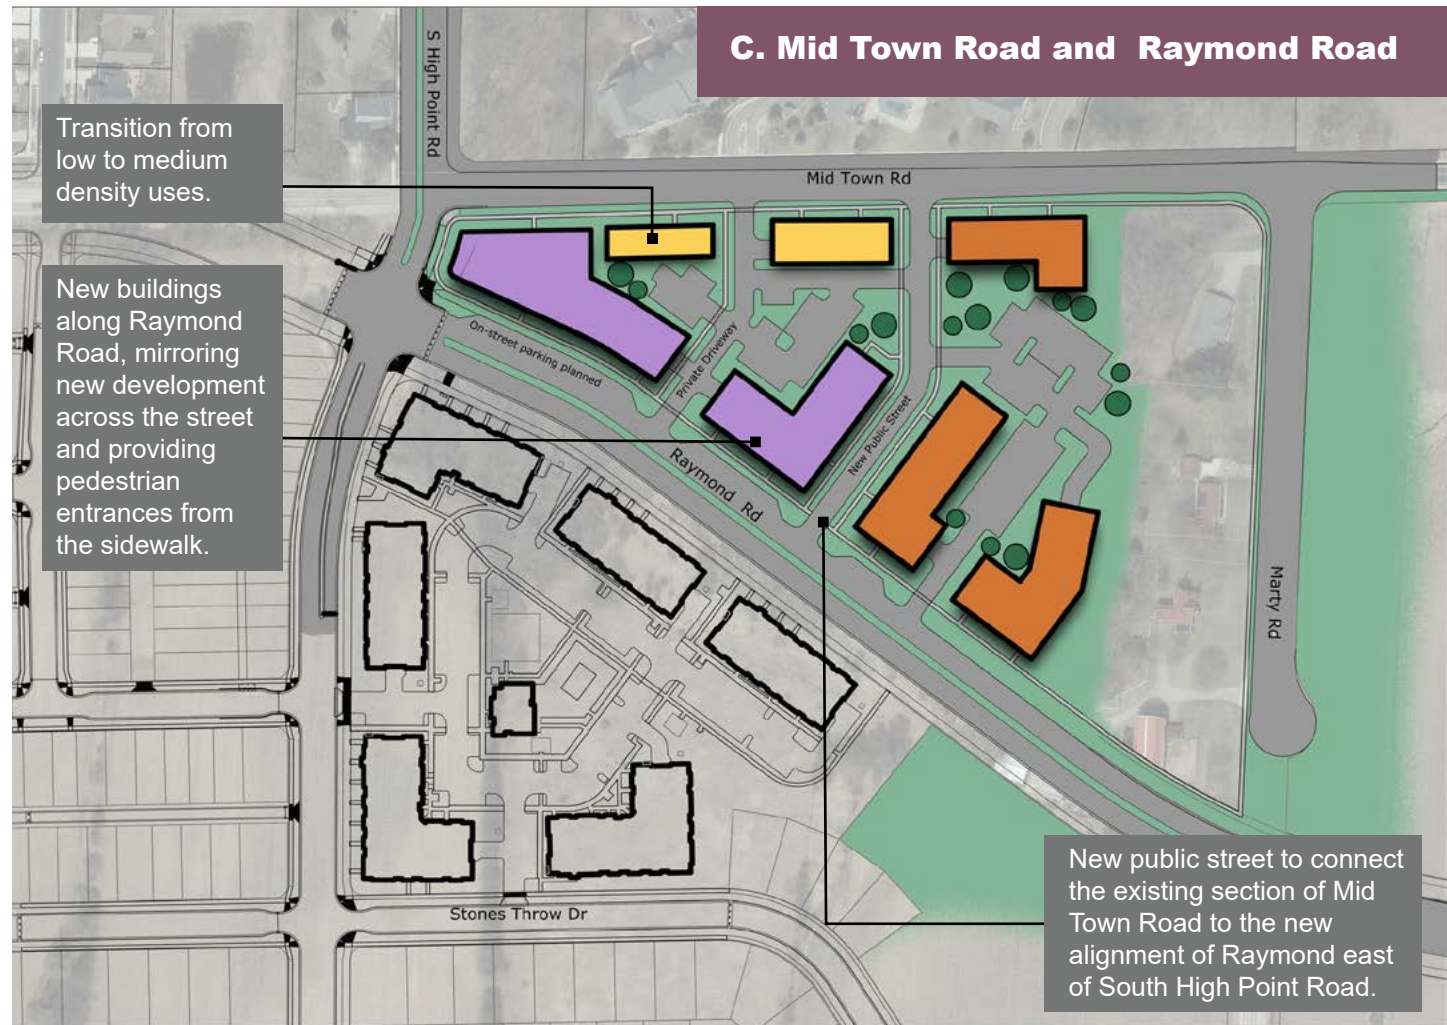 C. Mid Town Road and Raymond Road
S High Point Rd
Transition from
low to medium
density uses.
Mid Town Rd
New buildings
along Raymond
Road, mirroring
new development
across the street
and providing
pedestrian
entrances from
the sidewalk.
On-street parking planned
Private Driveway
New Public Street
Raymond Rd
Marty Rd
New public street to connect
the existing section of Mid
Town Road to the new
alignment of Raymond east
of South High Point Road.
Stones Throw Dr